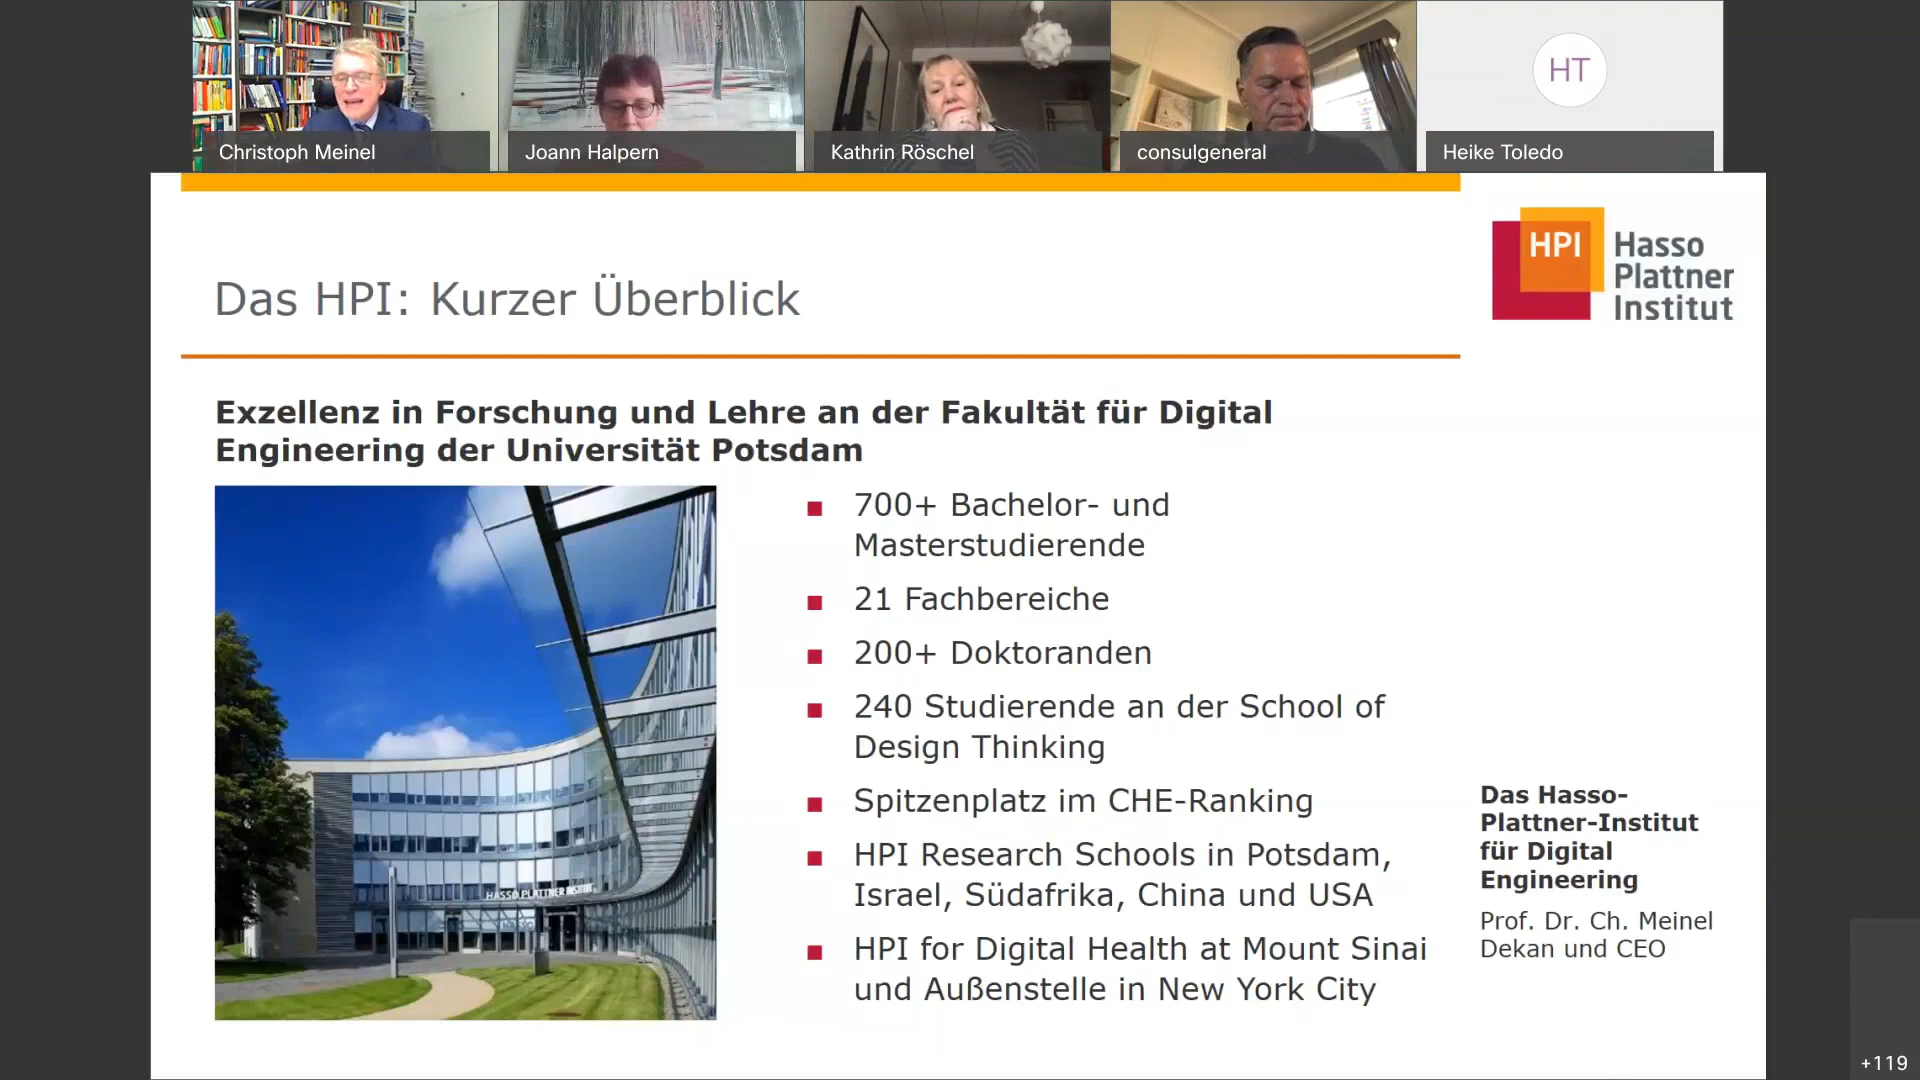 Christoph Meinel
Joann Halpern
Kathrin Röschel
consulgeneral
HT
Heike Toledo
Das HPI: Kurzer Überblick
HPI
Hasso
Plattner
Institut
Exzellenz in Forschung und Lehre an der Fakultät für Digital
Engineering der Universität Potsdam
HASSO PLATTNER INSTITUT
700+ Bachelor- und
Masterstudierende
21 Fachbereiche
200+ Doktoranden
240 Studierende an der School of
Design Thinking
Spitzenplatz im CHE-Ranking
HPI Research Schools in Potsdam,
Israel, Südafrika, China und USA
HPI for Digital Health at Mount Sinai
und Außenstelle in New York City
Das Hasso-
Plattner-Institut
für Digital
Engineering
Prof. Dr. Ch. Meinel
Dekan und CEO
+119